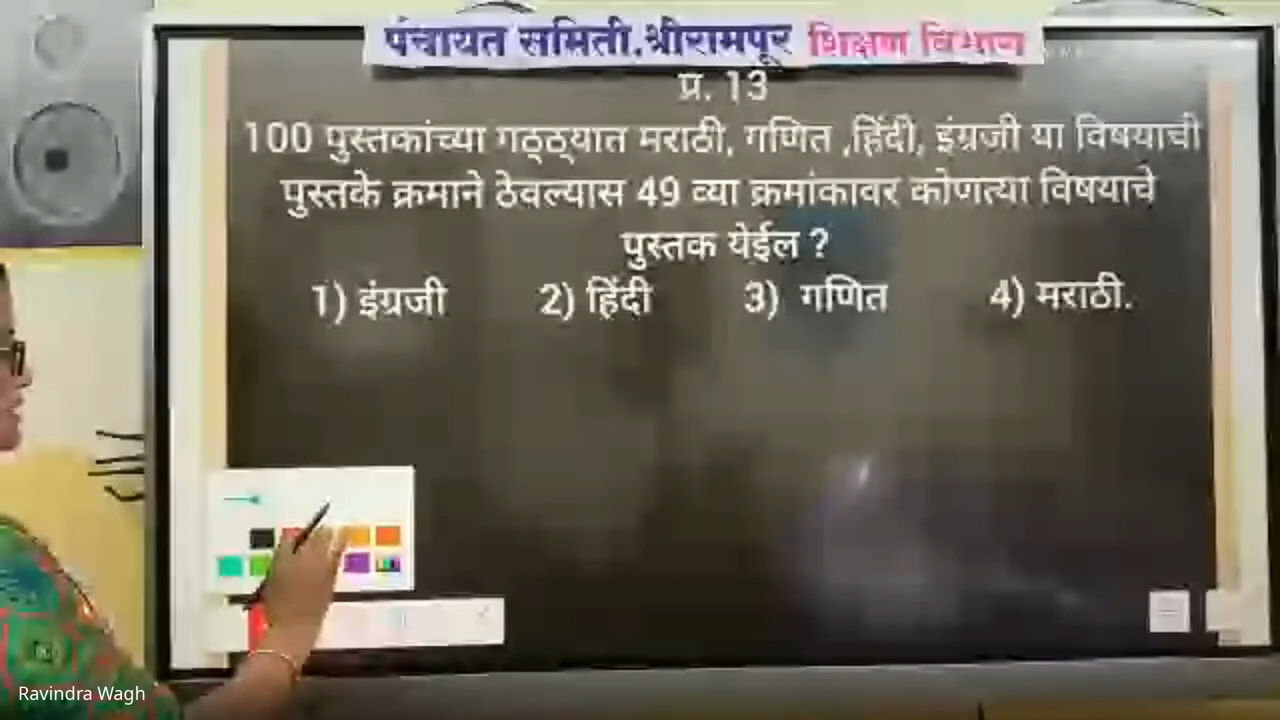 पंचायत समिती.श्रीरामपूर शिक्षण विभाग
प्र. 13
100 पुस्तकांच्या गठ्ठ्यात मराठी, गणित ,हिंदी, इंग्रजी या विषयाची
पुस्तके क्रमाने ठेवल्यास 49 व्या क्रमांकावर कोणत्या विषयाचे
पुस्तक येईल ?
1) इंग्रजी 2) हिंदी 3) गणित 4) मराठी.
Ravindra Wagh